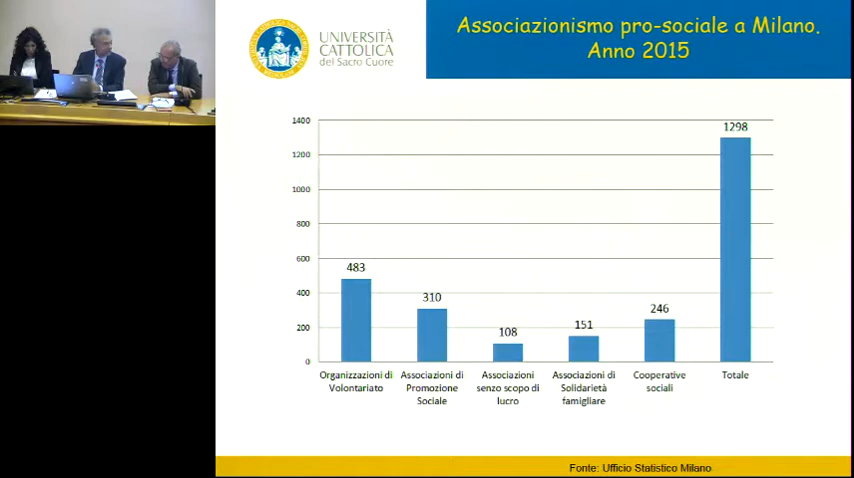 UNIVERSITÀ
CATTOLICA
del Sacro Cuore
Associazionismo pro-sociale a Milano.
Anno 2015
1400
1200
1000
800
600
400
200
0
483
310
108
151
246
1298
Organizzazioni di
Volontariato
Associazioni di
Promozione
Sociale
Associazioni
senzo scopo di
lucro
Associazioni di
Solidarietà
famigliare
Cooperative
sociali
Totale
Fonte: Ufficio Statistico Milano